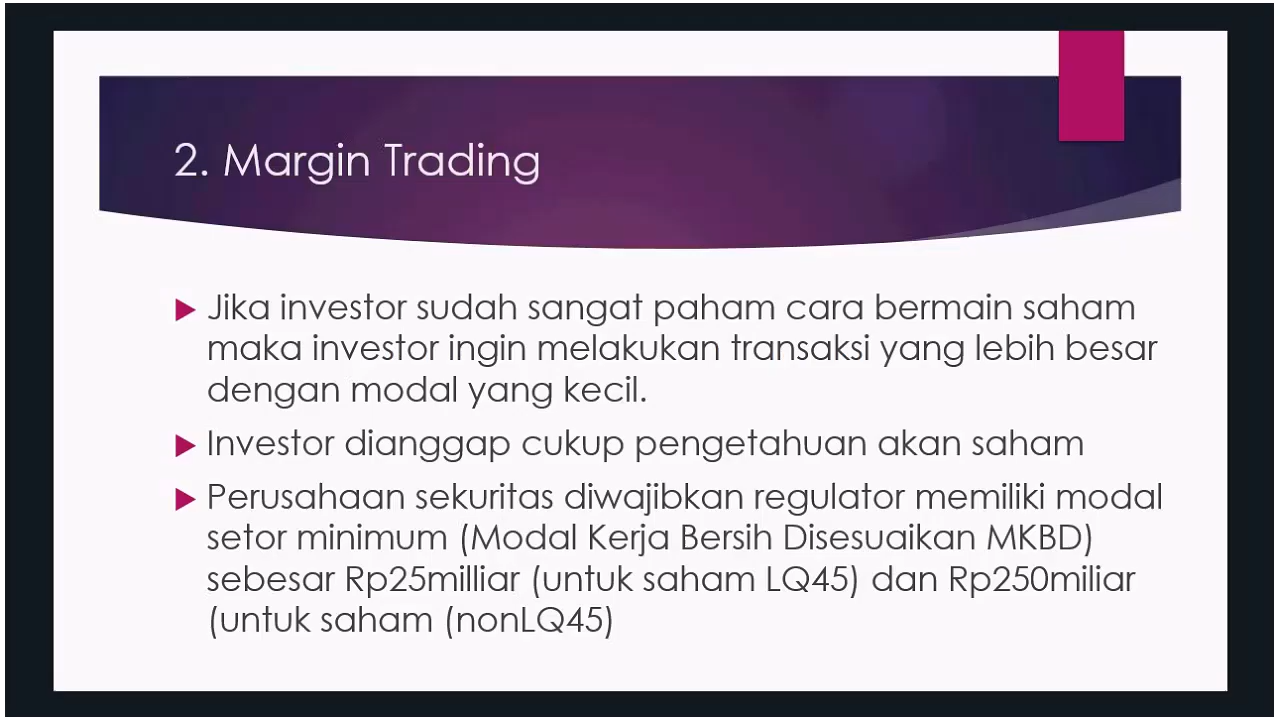 2. Margin Trading
Jika investor sudah sangat paham cara bermain saham
maka investor ingin melakukan transaksi yang lebih besar
dengan modal yang kecil.
Investor dianggap cukup pengetahuan akan saham
Perusahaan sekuritas diwajibkan regulator memiliki modal
setor minimum (Modal Kerja Bersih Disesuaikan MKBD)
sebesar Rp25milliar (untuk saham LQ45) dan Rp250miliar
(untuk saham (nonLQ45)